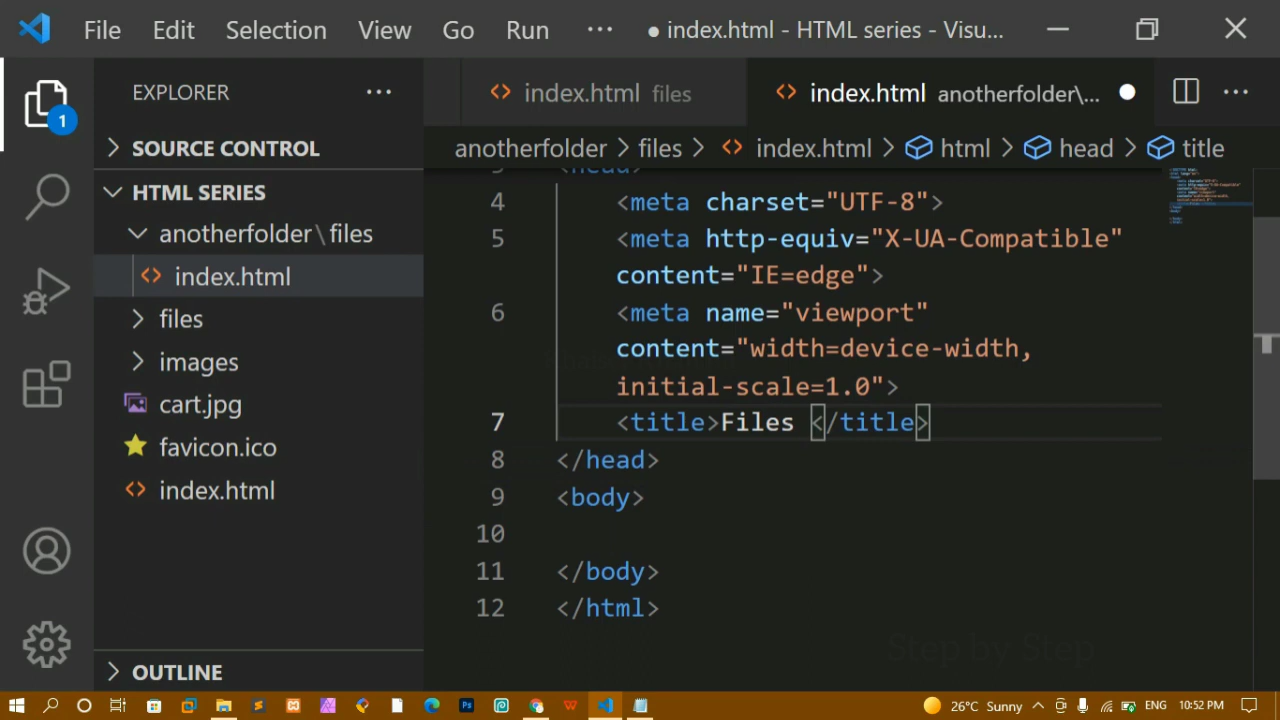 File Edit Selection View Go Run ··· ● index.html - HTML series - Visu...
EXPLORER ···
index.html files
index.html anotherfolder\... ● ···
SOURCE CONTROL
anotherfolder > files > index.html > html > head > title
HTML SERIES
anotherfolder\files
index.html
files
images
cart.jpg
favicon.ico
index.html
OUTLINE
1
4 <meta charset="UTF-8">
5 <meta http-equiv="X-UA-Compatible"
content="IE=edge">
6 <meta name="viewport"
content="width=device-width,
initial-scale=1.0">
7 <title>Files </title>
8 </head>
9 <body>
10
11 </body>
12 </html>
Step by Step
26°C Sunny ENG 10:52 PM